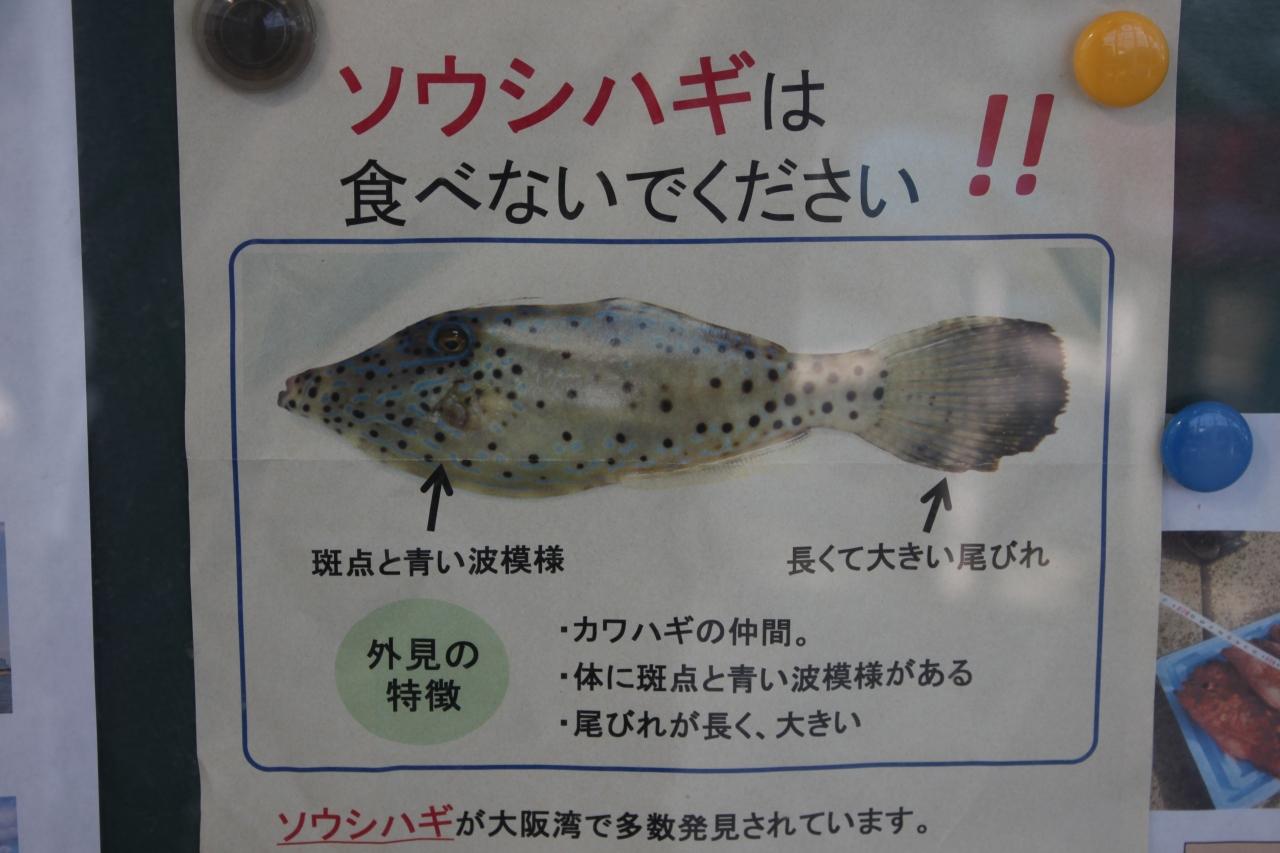 ソウシハギは
食べないでください!!
斑点と青い波模様
長くて大きい尾びれ
外見の
特徴
・カワハギの仲間。
・体に斑点と青い波模様がある
・尾びれが長く、大きい
ソウシハギが大阪湾で多数発見されています。